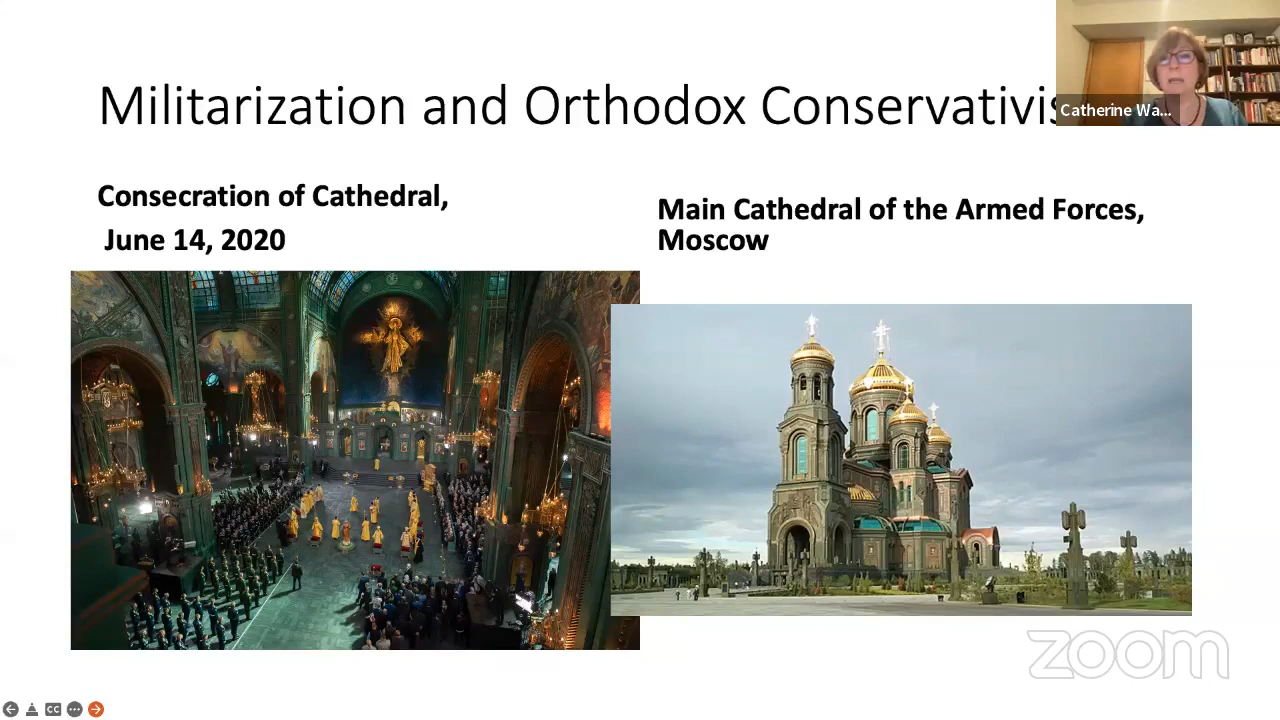 Militarization and Orthodox Conservativis
Catherine Wa...
Consecration of Cathedral,
June 14, 2020
Main Cathedral of the Armed Forces,
Moscow
zoom
CC